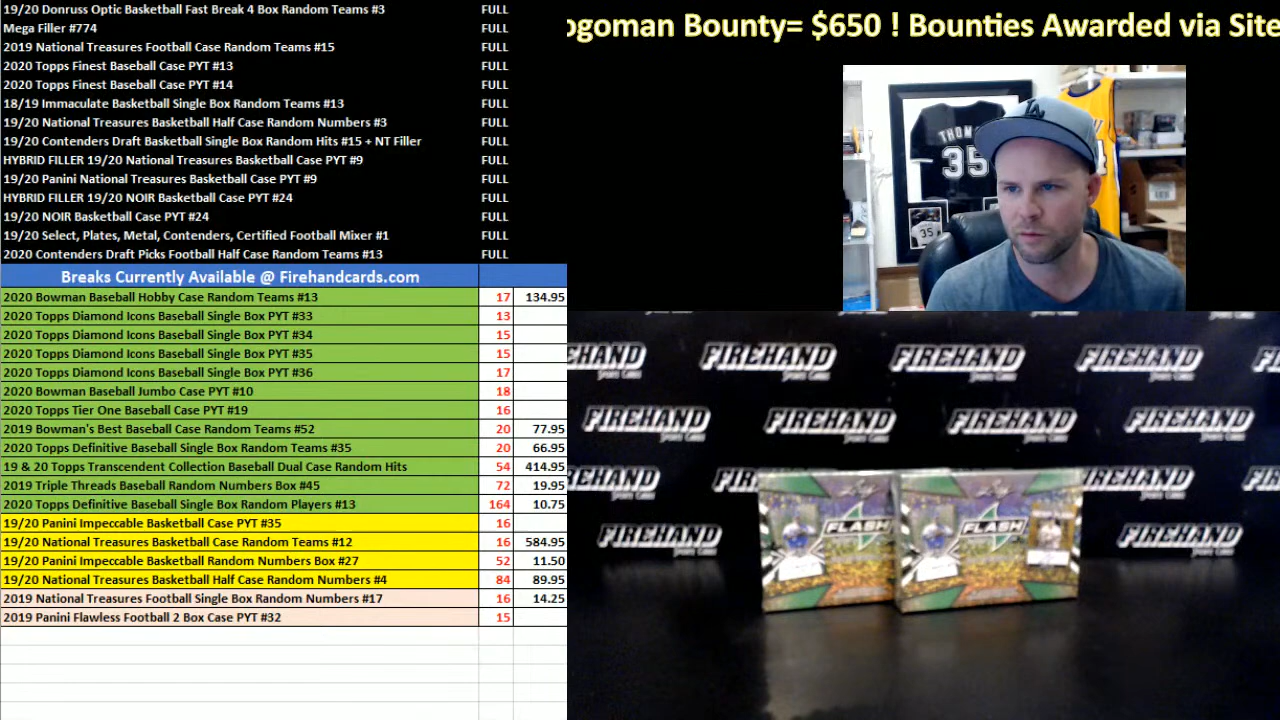 19/20 Donruss Optic Basketball Fast Break 4 Box Random Teams #3 FULL
Mega Filler #774 FULL
2019 National Treasures Football Case Random Teams #15 FULL
2020 Topps Finest Baseball Case PYT #13 FULL
2020 Topps Finest Baseball Case PYT #14 FULL
18/19 Immaculate Basketball Single Box Random Teams #13 FULL
19/20 National Treasures Basketball Half Case Random Numbers #3 FULL
19/20 Contenders Draft Basketball Single Box Random Hits #15 + NT Filler FULL
HYBRID FILLER 19/20 National Treasures Basketball Case PYT #9 FULL
19/20 Panini National Treasures Basketball Case PYT #9 FULL
HYBRID FILLER 19/20 NOIR Basketball Case PYT #24 FULL
19/20 NOIR Basketball Case PYT #24 FULL
19/20 Select, Plates, Metal, Contenders, Certified Football Mixer #1 FULL
2020 Contenders Draft Picks Football Half Case Random Teams #13 FULL
Breaks Currently Available @ Firehandcards.com
2020 Bowman Baseball Hobby Case Random Teams #13 17 134.95
2020 Topps Diamond Icons Baseball Single Box PYT #33 13
2020 Topps Diamond Icons Baseball Single Box PYT #34 15
2020 Topps Diamond Icons Baseball Single Box PYT #35 15
2020 Topps Diamond Icons Baseball Single Box PYT #36 17
2020 Bowman Baseball Jumbo Case PYT #10 18
2020 Topps Tier One Baseball Case PYT #19 16
2019 Bowman's Best Baseball Case Random Teams #52 20 77.95
2020 Topps Definitive Baseball Single Box Random Teams #35 20 66.95
19 & 20 Topps Transcendent Collection Baseball Dual Case Random Hits 54 414.95
2019 Triple Threads Baseball Random Numbers Box #45 72 19.95
2020 Topps Definitive Baseball Single Box Random Players #13 164 10.75
19/20 Panini Impeccable Basketball Case PYT #35 16
19/20 National Treasures Basketball Case Random Teams #12 16 584.95
19/20 Panini Impeccable Basketball Random Numbers Box #27 52 11.50
19/20 National Treasures Basketball Half Case Random Numbers #4 84 89.95
2019 National Treasures Football Single Box Random Numbers #17 16 14.25
2019 Panini Flawless Football 2 Box Case PYT #32 15
ogoman Bounty= $650 ! Bounties Awarded via Site
THOM
35
35
LA
FIREHAND FIREHAND FIREHAND FIREHAND
FIREHAND FIREHAND FIREHAND FIREHAND
FIREHAND
FIREHAND FIREHAND
FLASH
FLASH